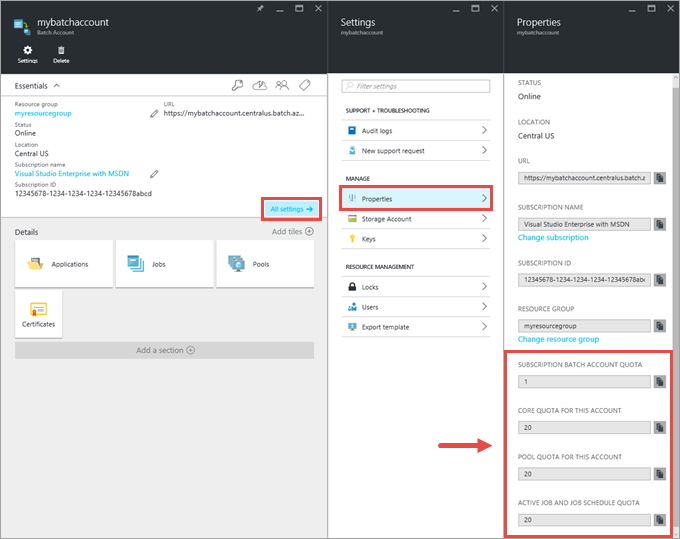 mybatchaccount
Batch Account
Settings
Delete
Essentials
Resource group
myresourcegroup
URL
https://mybatchaccount.centralus.batch.az...
Status
Online
Location
Central US
Subscription name
Visual Studio Enterprise with MSDN
Subscription ID
12345678-1234-1234-1234-12345678abcd
All settings
Details
Add tiles
Applications
Jobs
Pools
Certificates
Add a section
Settings
mybatchaccount
Filter settings
SUPPORT + TROUBLESHOOTING
Audit logs
New support request
MANAGE
Properties
Storage Account
Keys
RESOURCE MANAGEMENT
Locks
Users
Export template
Properties
mybatchaccount
STATUS
Online
LOCATION
Central US
URL
https://mybatchaccount.centralus.batch.a
SUBSCRIPTION NAME
Visual Studio Enterprise with MSDN
Change subscription
SUBSCRIPTION ID
12345678-1234-1234-1234-12345678abc
RESOURCE GROUP
myresourcegroup
Change resource group
SUBSCRIPTION BATCH ACCOUNT QUOTA
1
CORE QUOTA FOR THIS ACCOUNT
20
POOL QUOTA FOR THIS ACCOUNT
20
ACTIVE JOB AND JOB SCHEDULE QUOTA
20